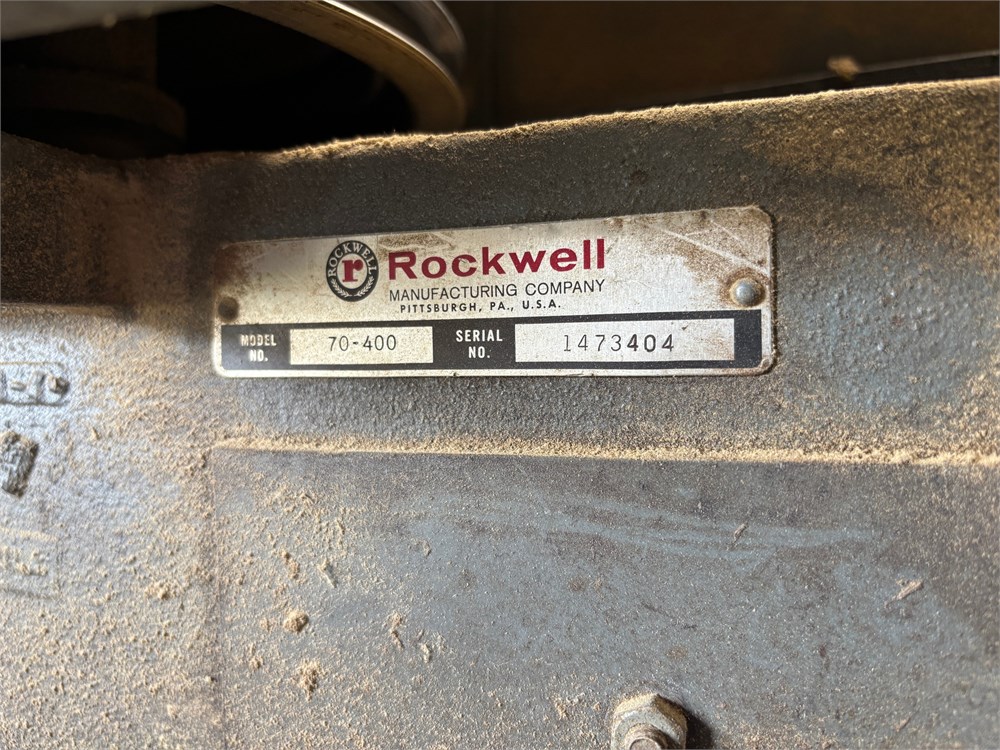 ROCKWELL
r
Rockwell
MANUFACTURING COMPANY
PITTSBURGH, PA., U.S.A.
MODEL NO. 70-400 SERIAL NO. 1473404